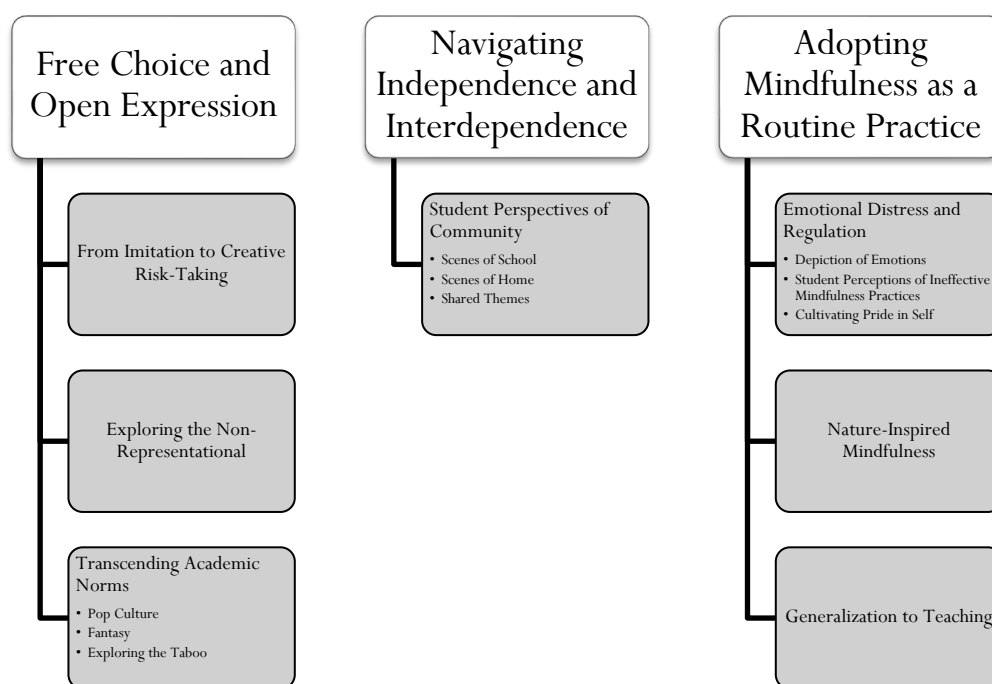 Free Choice and
Open Expression
From Imitation to Creative
Risk-Taking
Exploring the Non-
Representational
Transcending Academic
Norms
• Pop Culture
• Fantasy
• Exploring the Taboo
Navigating
Independence and
Interdependence
Student Perspectives of
Community
• Scenes of School
• Scenes of Home
• Shared Themes
Adopting
Mindfulness as a
Routine Practice
Emotional Distress and
Regulation
• Depiction of Emotions
• Student Perceptions of Ineffective
Mindfulness Practices
• Cultivating Pride in Self
Nature-Inspired
Mindfulness
Generalization to Teaching